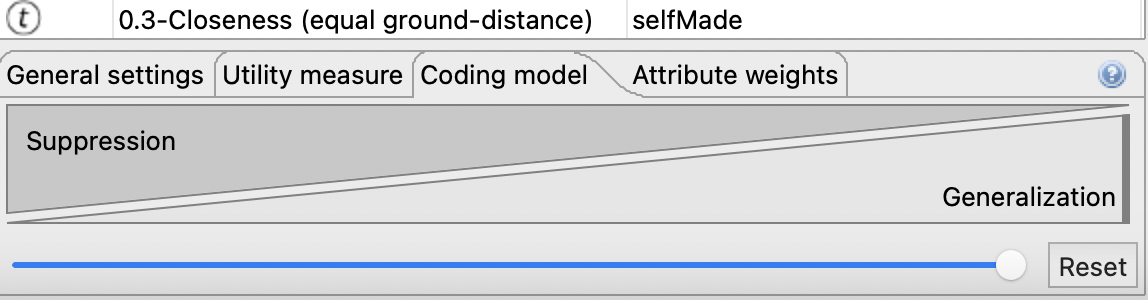 t 0.3-Closeness (equal ground-distance) selfMade
General settings Utility measure Coding model Attribute weights ?
Suppression
Generalization
Reset